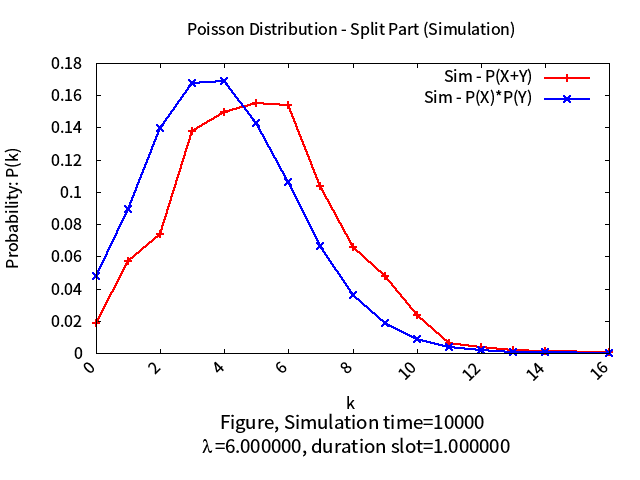 Poisson Distribution - Split Part (Simulation)
0.18
0.16
0.14
0.12
0.1
0.08
0.06
0.04
0.02
0
Probability: P(k)
Sim - P(X+Y)
Sim - P(X)*P(Y)
0 2 4 6 8 10 12 14 16
k
Figure, Simulation time=10000
λ=6.000000, duration slot=1.000000